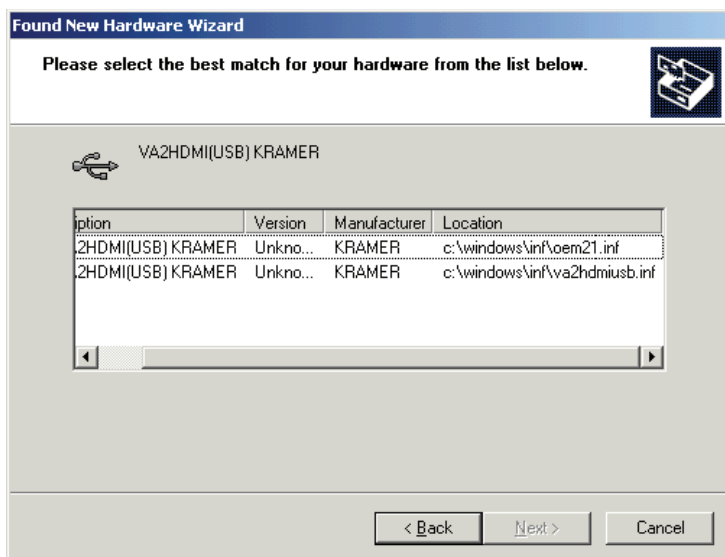 Found New Hardware Wizard
Please select the best match for your hardware from the list below.
VA2HDMI(USB) KRAMER
iption Version Manufacturer Location
2HDMI(USB) KRAMER Unkno... KRAMER c:\windows\inf\oem21.inf
2HDMI(USB) KRAMER Unkno... KRAMER c:\windows\inf\va2hdmiusb.inf
< Back Next > Cancel